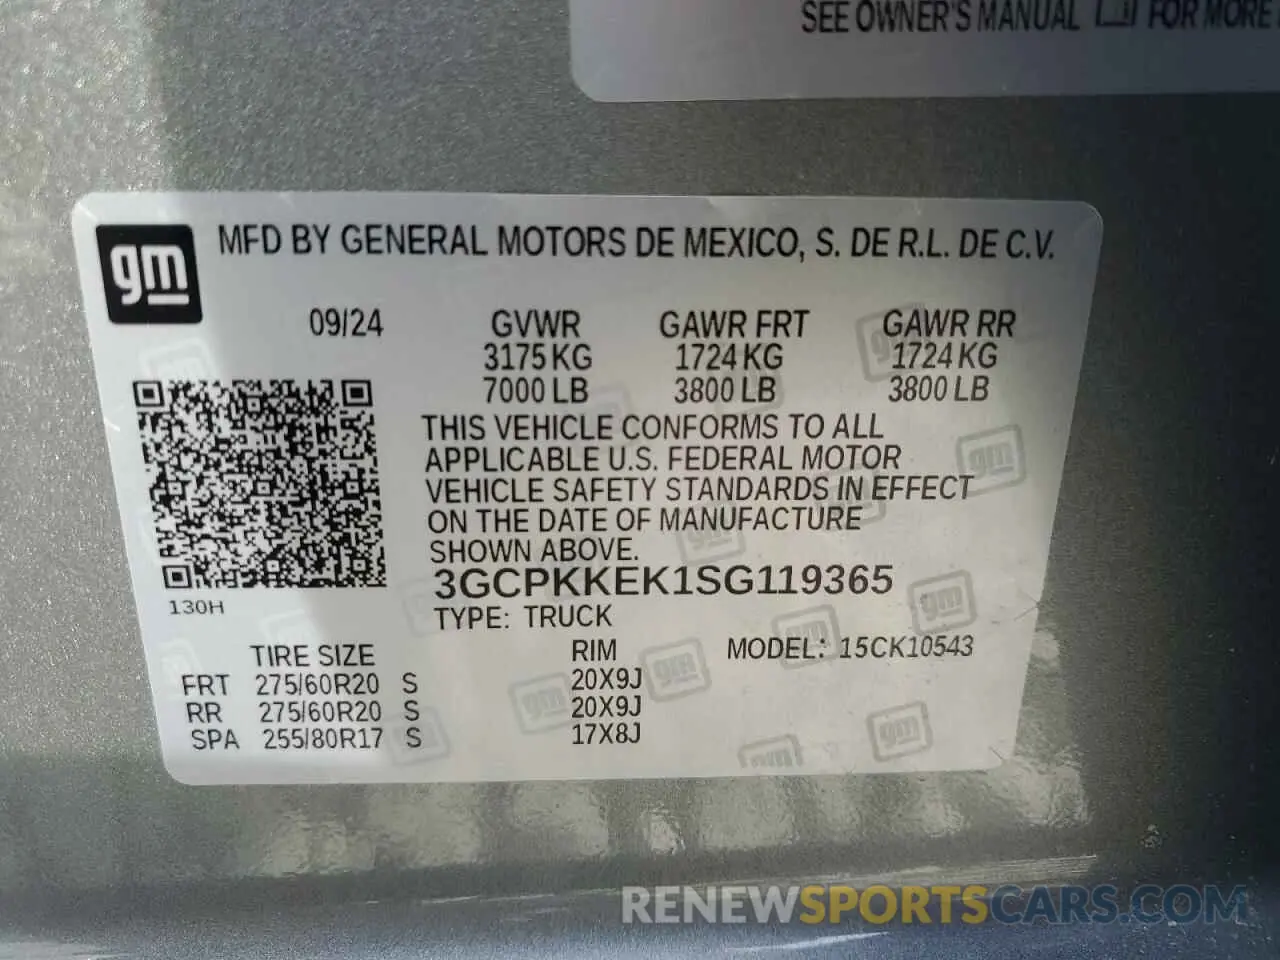 SEE OWNER'S MANUAL FOR MORE
gm MFD BY GENERAL MOTORS DE MEXICO, S. DE R.L. DE C.V.
09/24 GVWR GAWR FRT GAWR RR
3175 KG 1724 KG 1724 KG
7000 LB 3800 LB 3800 LB
THIS VEHICLE CONFORMS TO ALL
APPLICABLE U.S. FEDERAL MOTOR
VEHICLE SAFETY STANDARDS IN EFFECT
ON THE DATE OF MANUFACTURE
SHOWN ABOVE.
3GCPKKEK1SG119365
130H
TYPE: TRUCK
TIRE SIZE RIM MODEL: 15CK10543
FRT 275/60R20 S 20X9J
RR 275/60R20 S 20X9J
SPA 255/80R17 S 17X8J
RENEWSPORTSCARS.COM